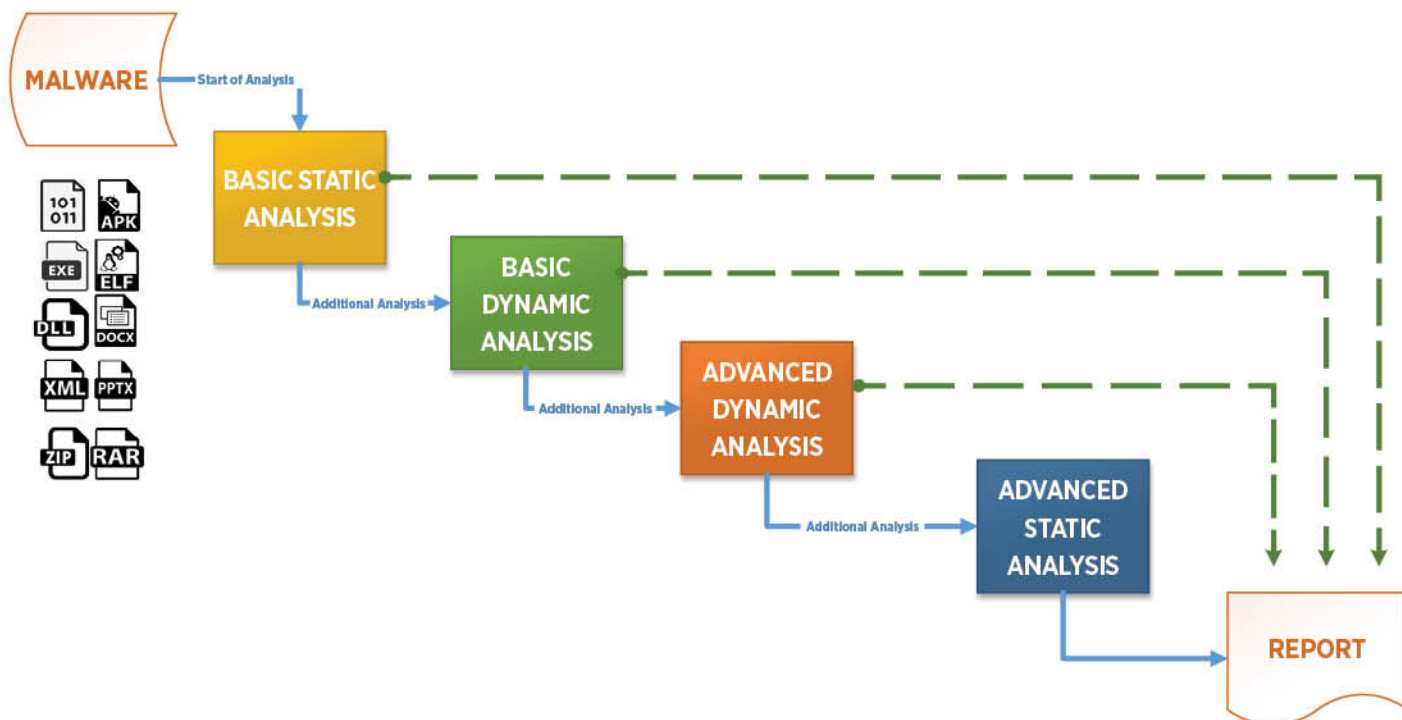 MALWARE
Start of Analysis
BASIC STATIC
ANALYSIS
101
011
APK
EXE
ELF
DLL
DOCX
XML
PPTX
ZIP
RAR
Additional Analysis
BASIC
DYNAMIC
ANALYSIS
Additional Analysis
ADVANCED
DYNAMIC
ANALYSIS
Additional Analysis
ADVANCED
STATIC
ANALYSIS
REPORT